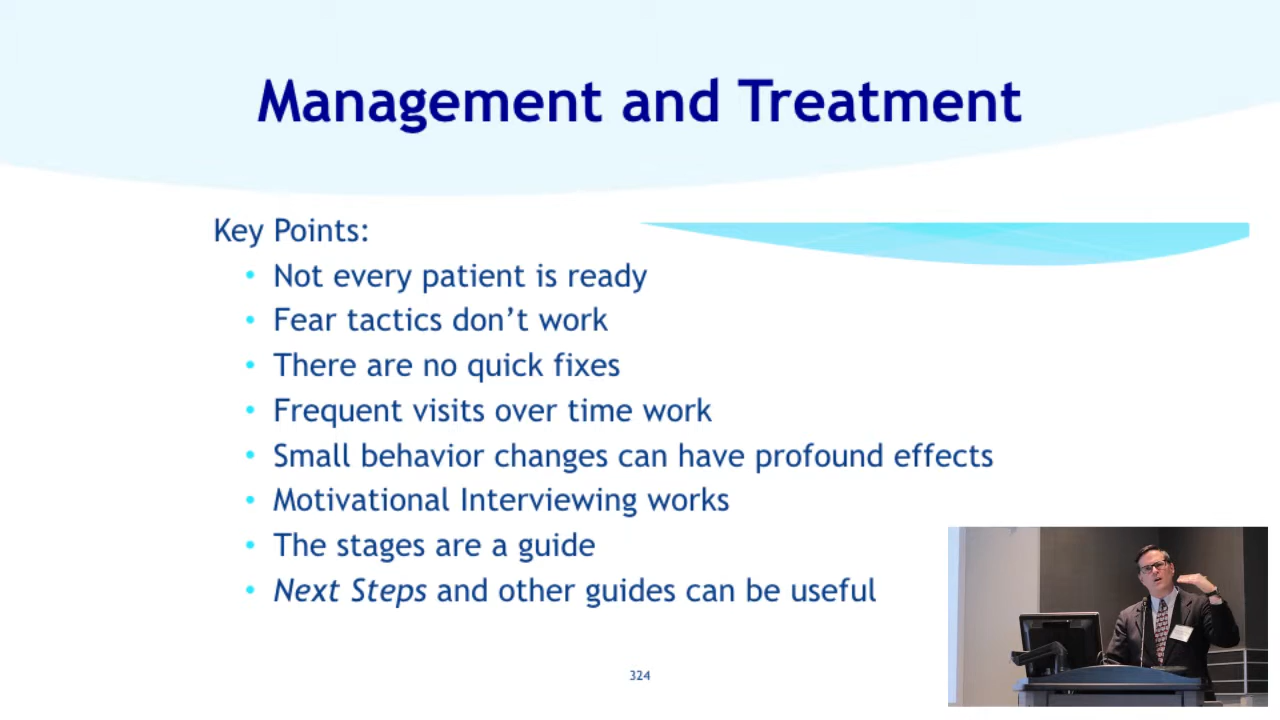 Management and Treatment
Key Points:
• Not every patient is ready
• Fear tactics don’t work
• There are no quick fixes
• Frequent visits over time work
• Small behavior changes can have profound effects
• Motivational Interviewing works
• The stages are a guide
• Next Steps and other guides can be useful
324